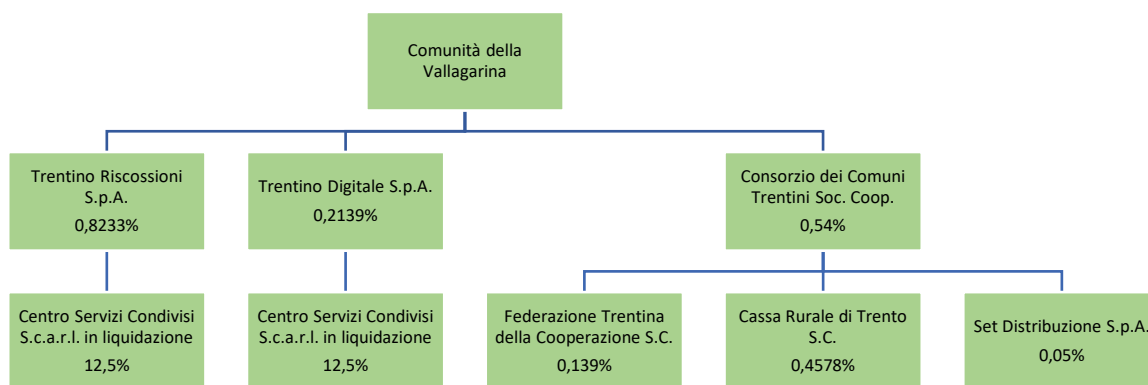 Comunità della
Vallagarina
Trentino Riscossioni
S.p.A.
0,8233%
Trentino Digitale S.p.A.
0,2139%
Consorzio dei Comuni
Trentini Soc. Coop.
0,54%
Centro Servizi Condivisi
S.c.a.r.l. in liquidazione
12,5%
Centro Servizi Condivisi
S.c.a.r.l. in liquidazione
12,5%
Federazione Trentina
della Cooperazione S.C.
0,139%
Cassa Rurale di Trento
S.C.
0,4578%
Set Distribuzione S.p.A.
0,05%